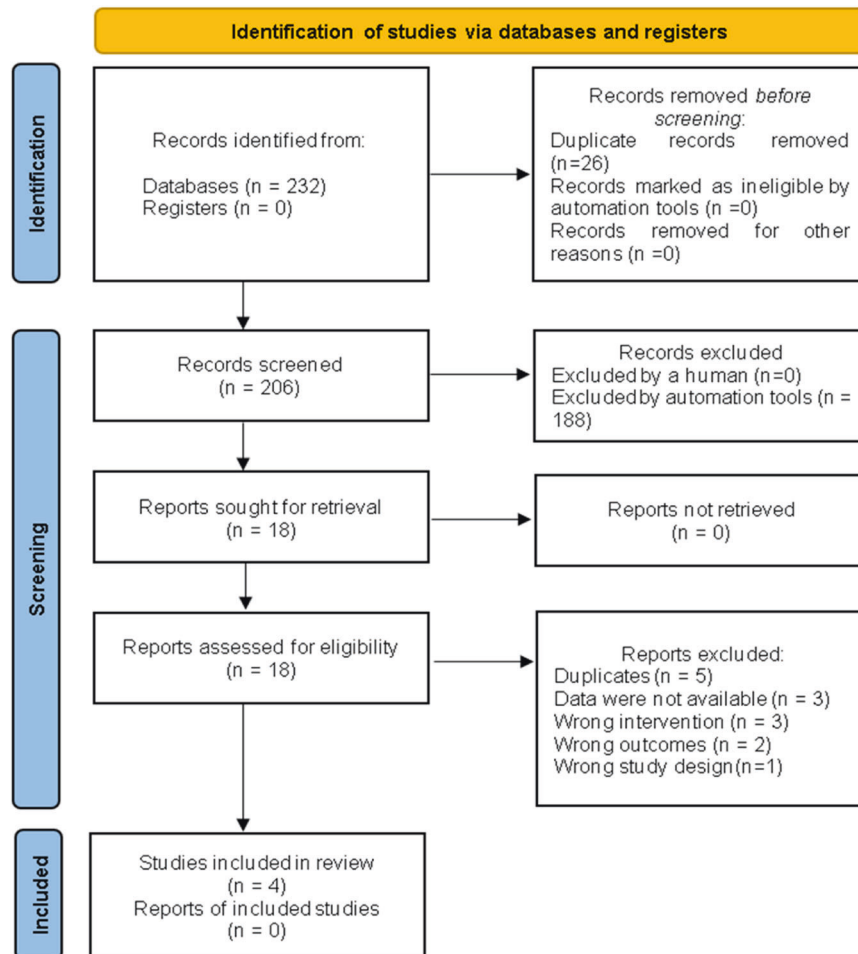 Identification of studies via databases and registers
Identification
Records identified from:
Databases (n = 232)
Registers (n = 0)
Records removed before
screening:
Duplicate records removed
(n=26)
Records marked as ineligible by
automation tools (n =0)
Records removed for other
reasons (n =0)
Screening
Records screened
(n = 206)
Records excluded
Excluded by a human (n=0)
Excluded by automation tools (n =
188)
Reports sought for retrieval
(n = 18)
Reports not retrieved
(n = 0)
Reports assessed for eligibility
(n = 18)
Reports excluded:
Duplicates (n = 5)
Data were not available (n = 3)
Wrong intervention (n = 3)
Wrong outcomes (n = 2)
Wrong study design (n=1)
Included
Studies included in review
(n = 4)
Reports of included studies
(n = 0)